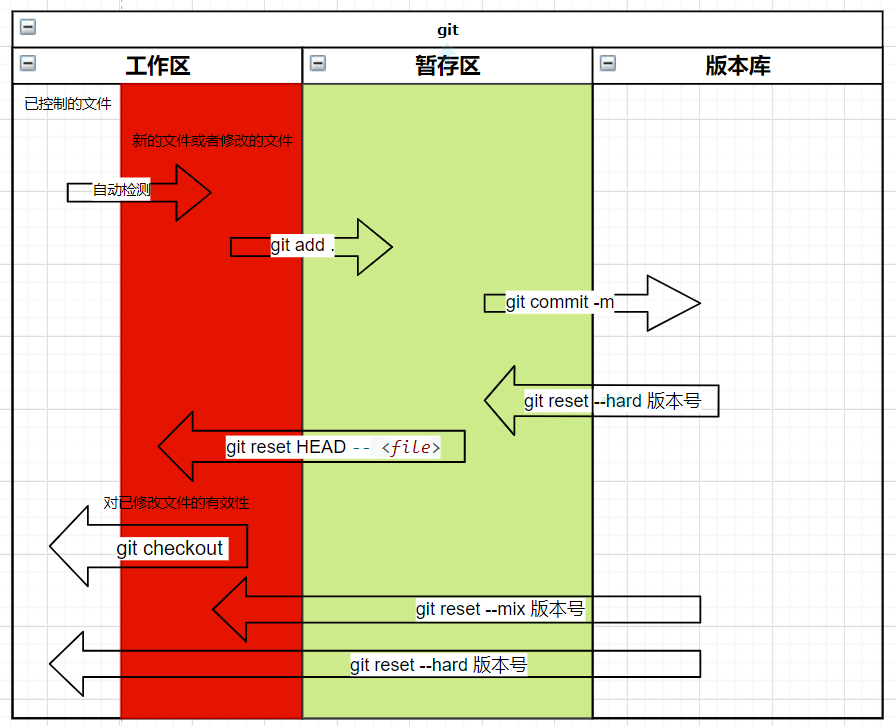 git
工作区
暂存区
版本库
已控制的文件
新的文件或者修改的文件
自动检测
git add .
git commit -m
git reset --hard 版本号
git reset HEAD -- <file>
对已修改文件的有效性
git checkout
git reset --mix 版本号
git reset --hard 版本号